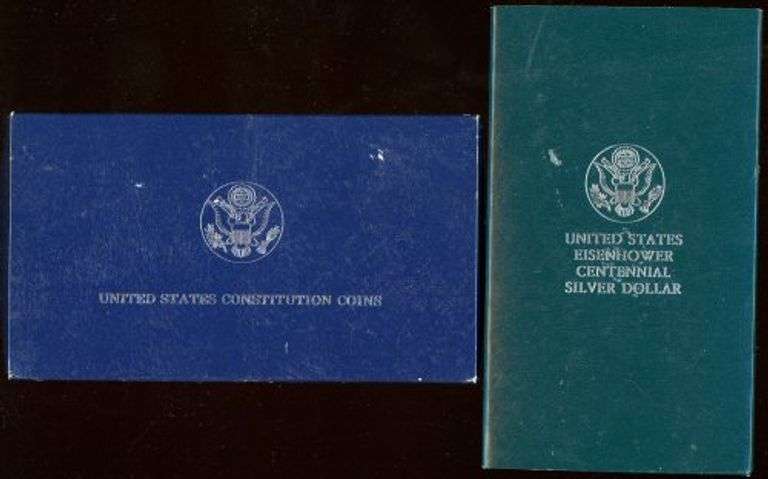 UNITED STATES CONSTITUTION COINS
UNITED STATES
EISENHOWER
CENTENNIAL
SILVER DOLLAR